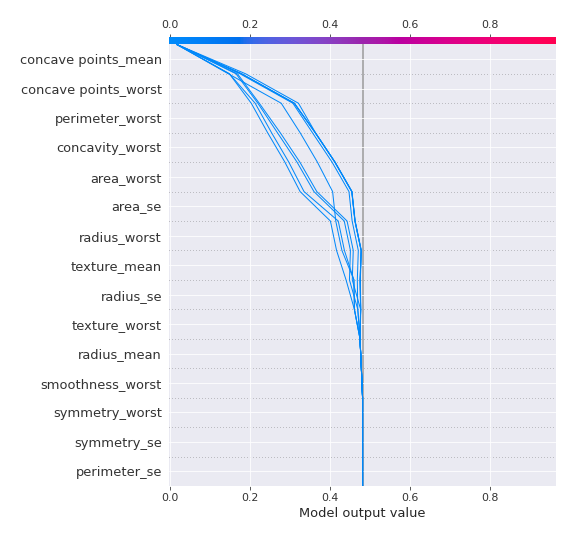 0.0 0.2 0.4 0.6 0.8
concave points_mean
concave points_worst
perimeter_worst
concavity_worst
area_worst
area_se
radius_worst
texture_mean
radius_se
texture_worst
radius_mean
smoothness_worst
symmetry_worst
symmetry_se
perimeter_se
0.0 0.2 0.4 0.6 0.8
Model output value